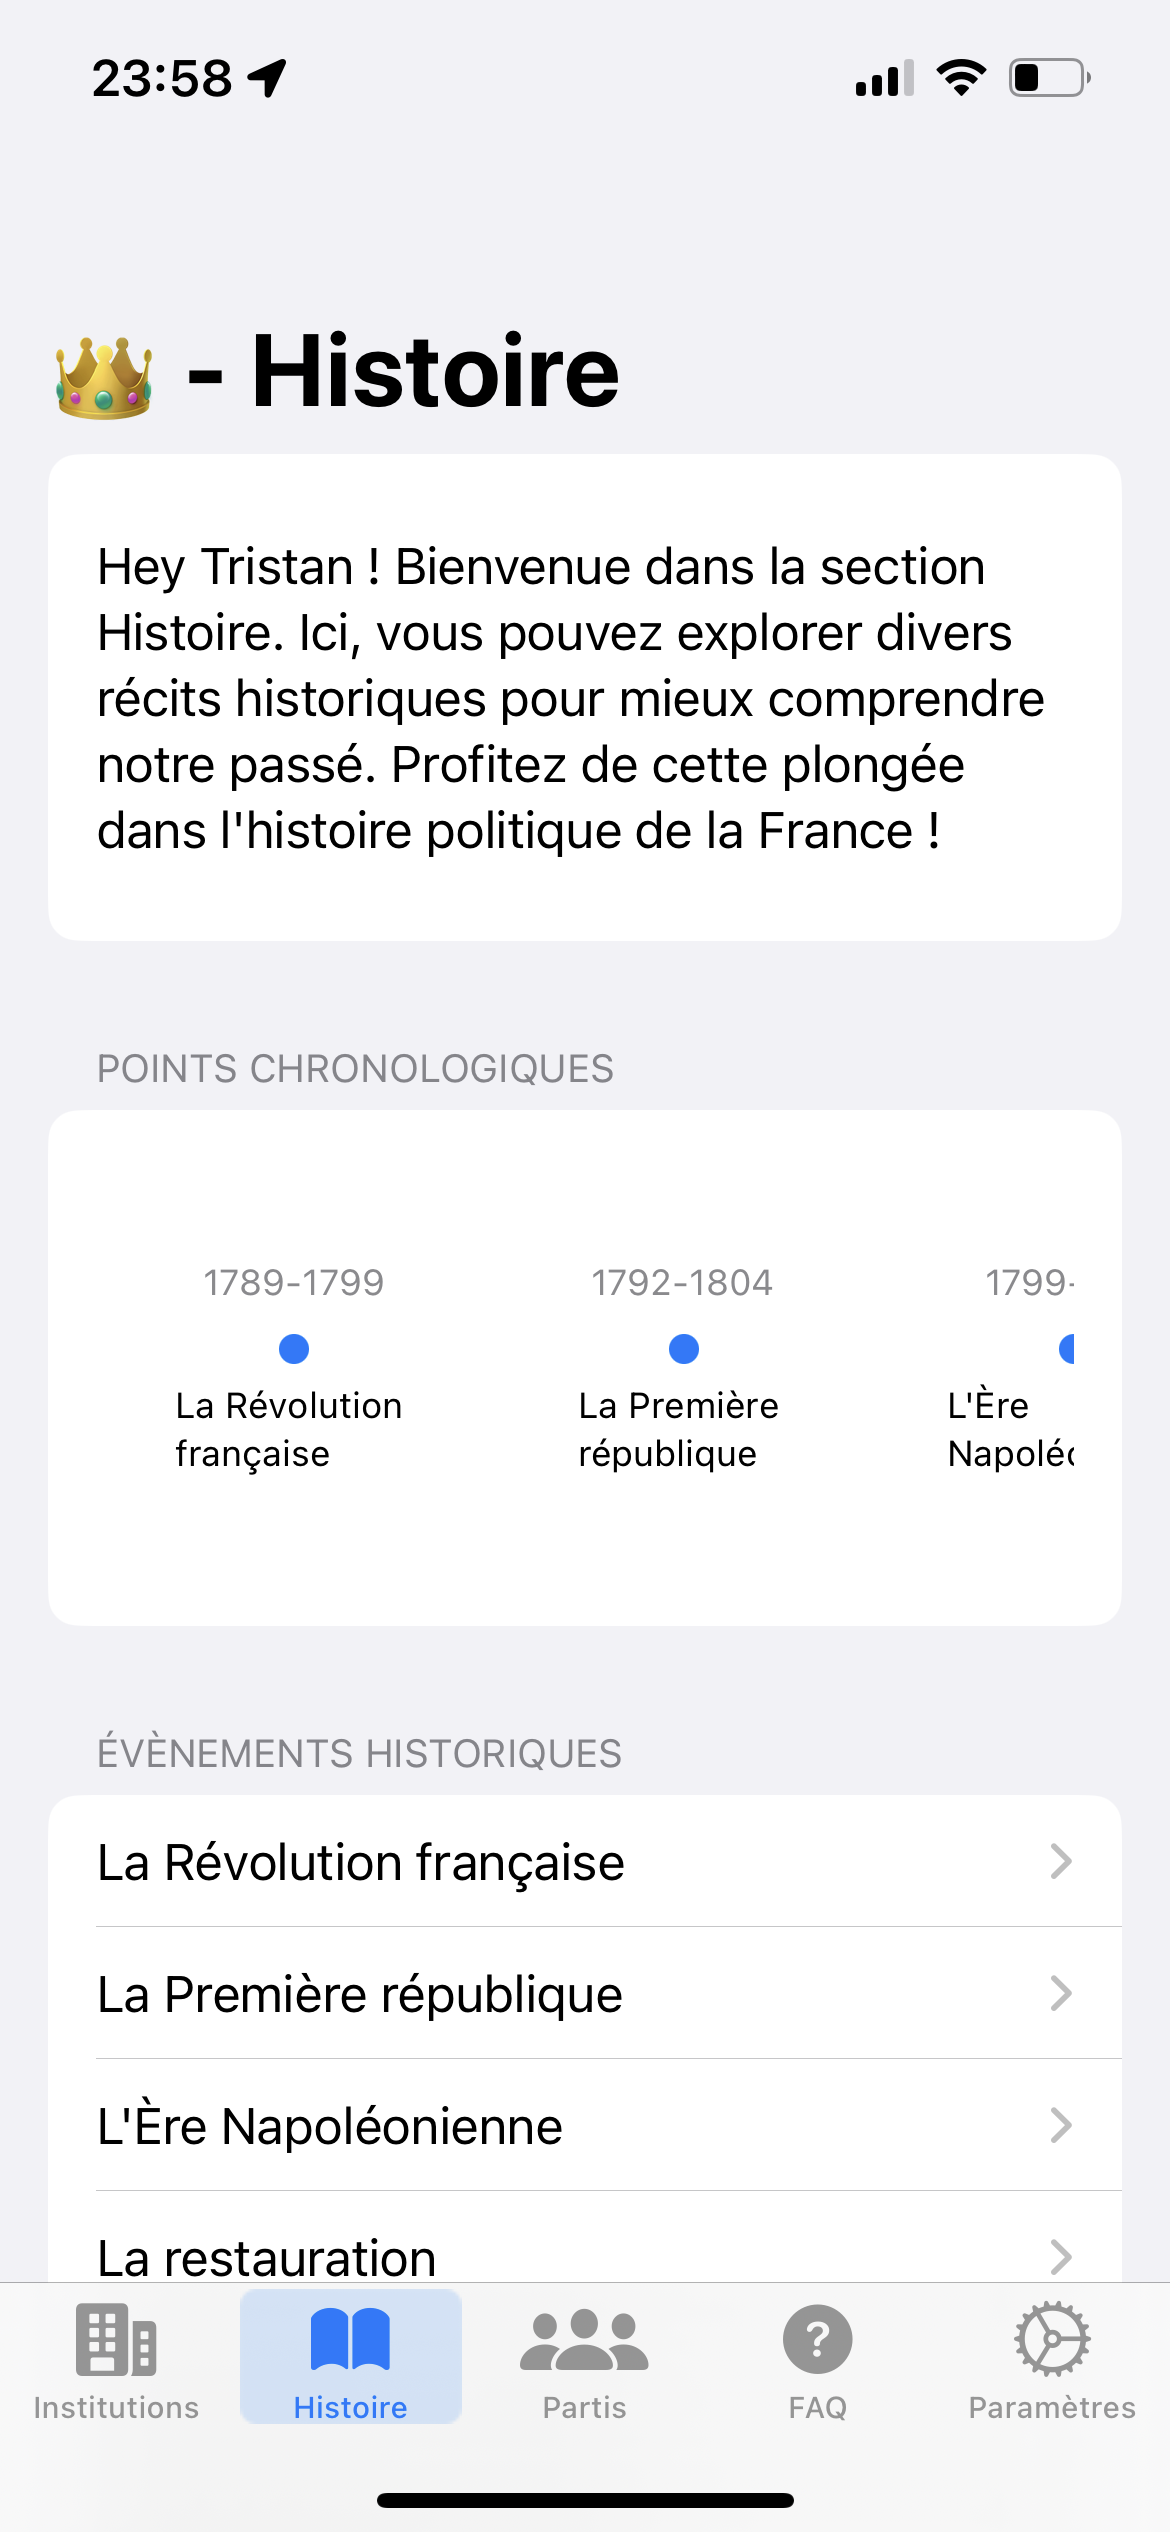 23:58
- Histoire
Hey Tristan ! Bienvenue dans la section
Histoire. Ici, vous pouvez explorer divers
récits historiques pour mieux comprendre
notre passé. Profitez de cette plongée
dans l'histoire politique de la France !
POINTS CHRONOLOGIQUES
1789-1799
La Révolution
française
1792-1804
La Première
république
1799-
L'Ère
ÉVÈNEMENTS HISTORIQUES
La Révolution française
La Première république
L'Ère Napoléonienne
La restauration
Institutions
Histoire
Partis
FAQ
Paramètres